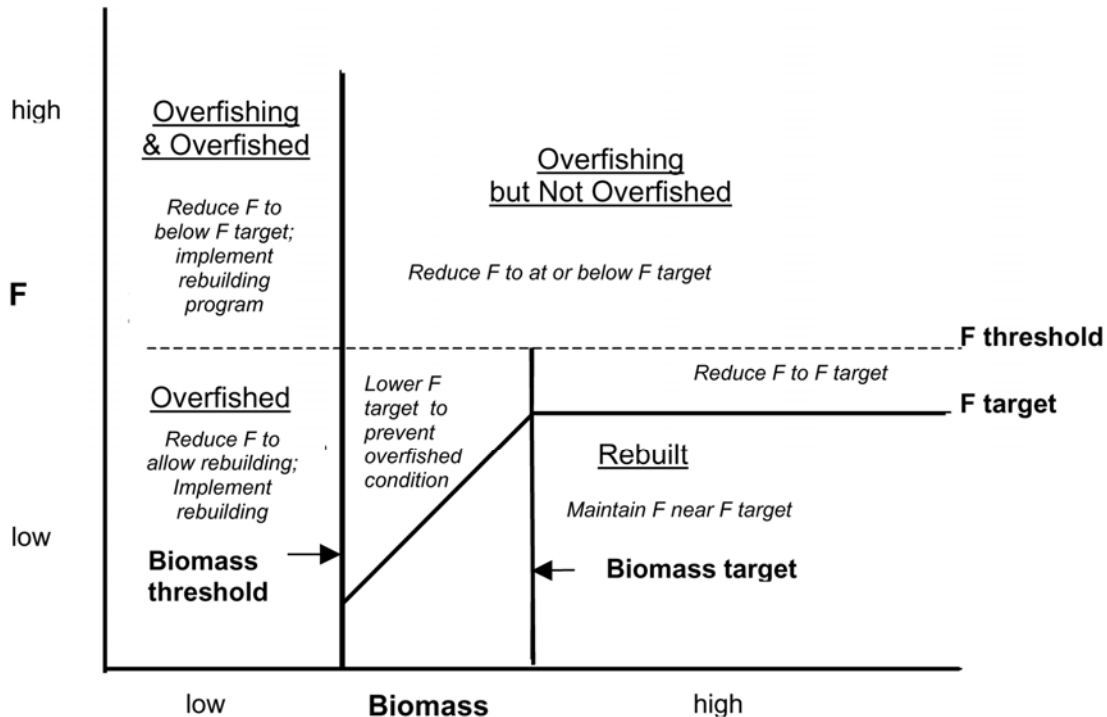 high
Overfishing
& Overfished
Reduce F to
below F target;
implement
rebuilding
program
Overfishing
but Not Overfished
Reduce F to at or below F target
F
F threshold
Reduce F to F target
F target
Overfished
Reduce F to
allow rebuilding;
Implement
rebuilding
Lower F
target to
prevent
overfished
condition
Rebuilt
Maintain F near F target
low
Biomass
threshold
Biomass target
low
Biomass
high